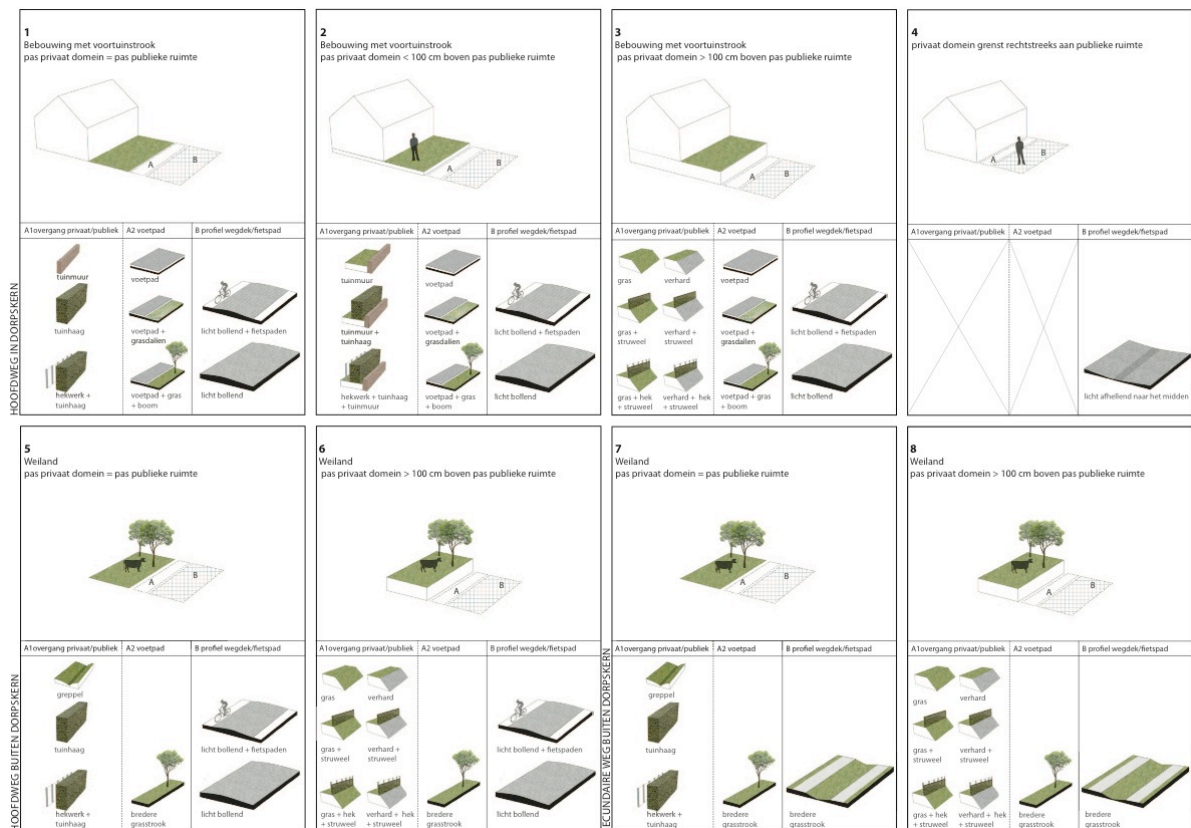 HOOFDWEG IN DORPSKERN
1
Bebouwing met voortuinstrook
pas privaat domein = pas publieke ruimte
A
B
A1overgang privaat/publiek
A2 voetpad
B profiel wegdek/fietspad
tuinmuur
tuinhaag
hekwerk +
tuinhaag
voetpad
voetpad +
grasdallen
voetpad + gras
+ boom
licht bollend + fietspaden
licht bollend
2
Bebouwing met voortuinstrook
pas privaat domein < 100 cm boven pas publieke ruimte
A
B
A1overgang privaat/publiek
A2 voetpad
B profiel wegdek/fietspad
tuinmuur
tuinmuur +
tuinhaag
hekwerk + tuinhaag
+ tuinmuur
voetpad
voetpad +
grasdallen
voetpad + gras
+ boom
licht bollend + fietspaden
licht bollend
3
Bebouwing met voortuinstrook
pas privaat domein > 100 cm boven pas publieke ruimte
A
B
A1overgang privaat/publiek
A2 voetpad
B profiel wegdek/fietspad
gras
verhard
gras +
struweel
verhard +
struweel
gras + hek
+ struweel
verhard + hek
+ struweel
voetpad
voetpad +
grasdallen
voetpad + gras
+ boom
licht bollend + fietspaden
licht bollend
4
privaat domein grenst rechtstreeks aan publieke ruimte
A
B
A1overgang privaat/publiek
A2 voetpad
B profiel wegdek/fietspad
licht afhellend naar het midden
HOOFDWEG BUITEN DORPSKERN
5
Weiland
pas privaat domein = pas publieke ruimte
A
B
A1overgang privaat/publiek
A2 voetpad
B profiel wegdek/fietspad
greppel
tuinhaag
hekwerk +
tuinhaag
bredere
grasstrook
licht bollend + fietspaden
licht bollend
6
Weiland
pas privaat domein > 100 cm boven pas publieke ruimte
A
B
A1overgang privaat/publiek
A2 voetpad
B profiel wegdek/fietspad
gras
verhard
gras +
struweel
verhard +
struweel
gras + hek
+ struweel
verhard + hek
+ struweel
bredere
grasstrook
licht bollend + fietspaden
licht bollend
ECUNDAIRE WEG BUITEN DORPSKERN
7
Weiland
pas privaat domein = pas publieke ruimte
A
B
A1overgang privaat/publiek
A2 voetpad
B profiel wegdek/fietspad
greppel
tuinhaag
hekwerk +
tuinhaag
bredere
grasstrook
bredere
grasstrook
8
Weiland
pas privaat domein > 100 cm boven pas publieke ruimte
A
B
A1overgang privaat/publiek
A2 voetpad
B profiel wegdek/fietspad
gras
verhard
gras +
struweel
verhard +
struweel
gras + hek
+ struweel
verhard + hek
+ struweel
bredere
grasstrook
bredere
grasstrook